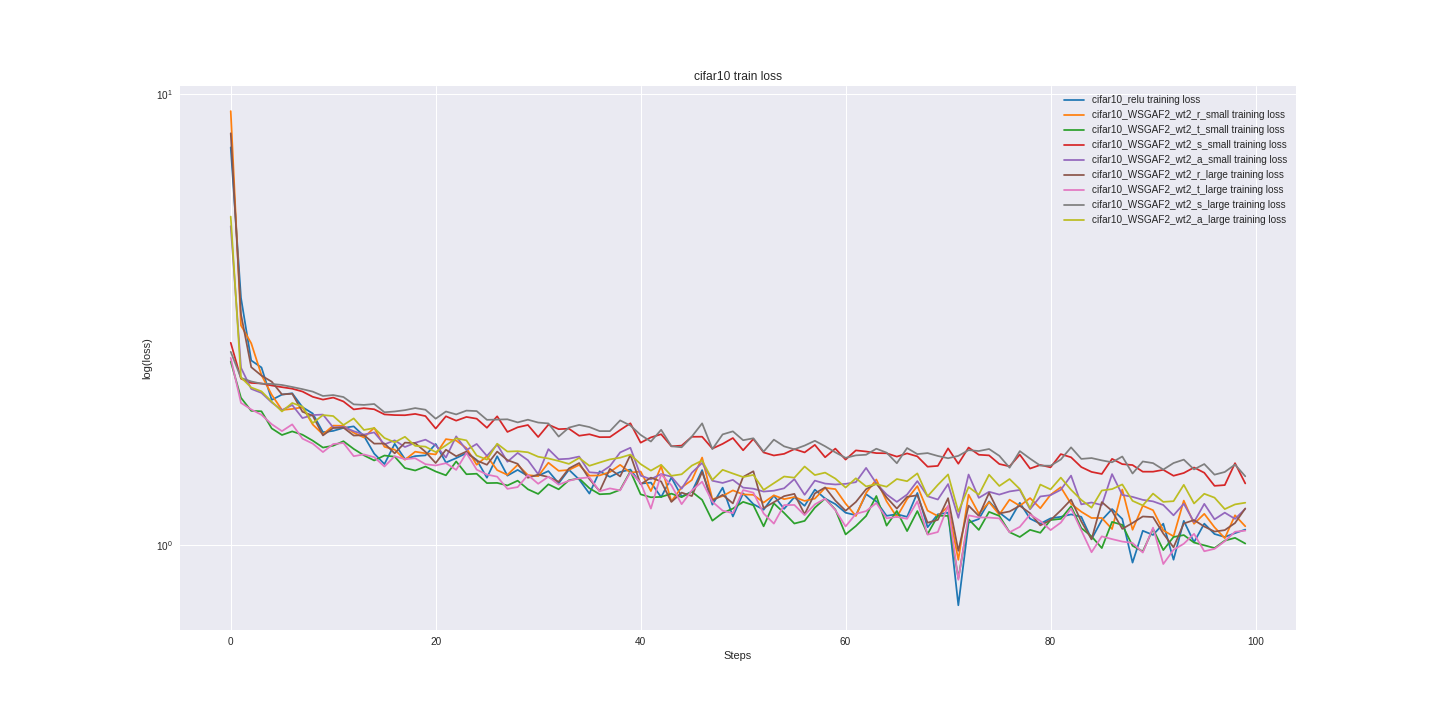 cifar10 train loss
10¹
cifar10_relu training loss
cifar10_WSGAF2_wt2_r_small training loss
cifar10_WSGAF2_wt2_t_small training loss
cifar10_WSGAF2_wt2_s_small training loss
cifar10_WSGAF2_wt2_a_small training loss
cifar10_WSGAF2_wt2_r_large training loss
cifar10_WSGAF2_wt2_t_large training loss
cifar10_WSGAF2_wt2_s_large training loss
cifar10_WSGAF2_wt2_a_large training loss
log(loss)
10⁰
0 20 40 60 80 100
Steps